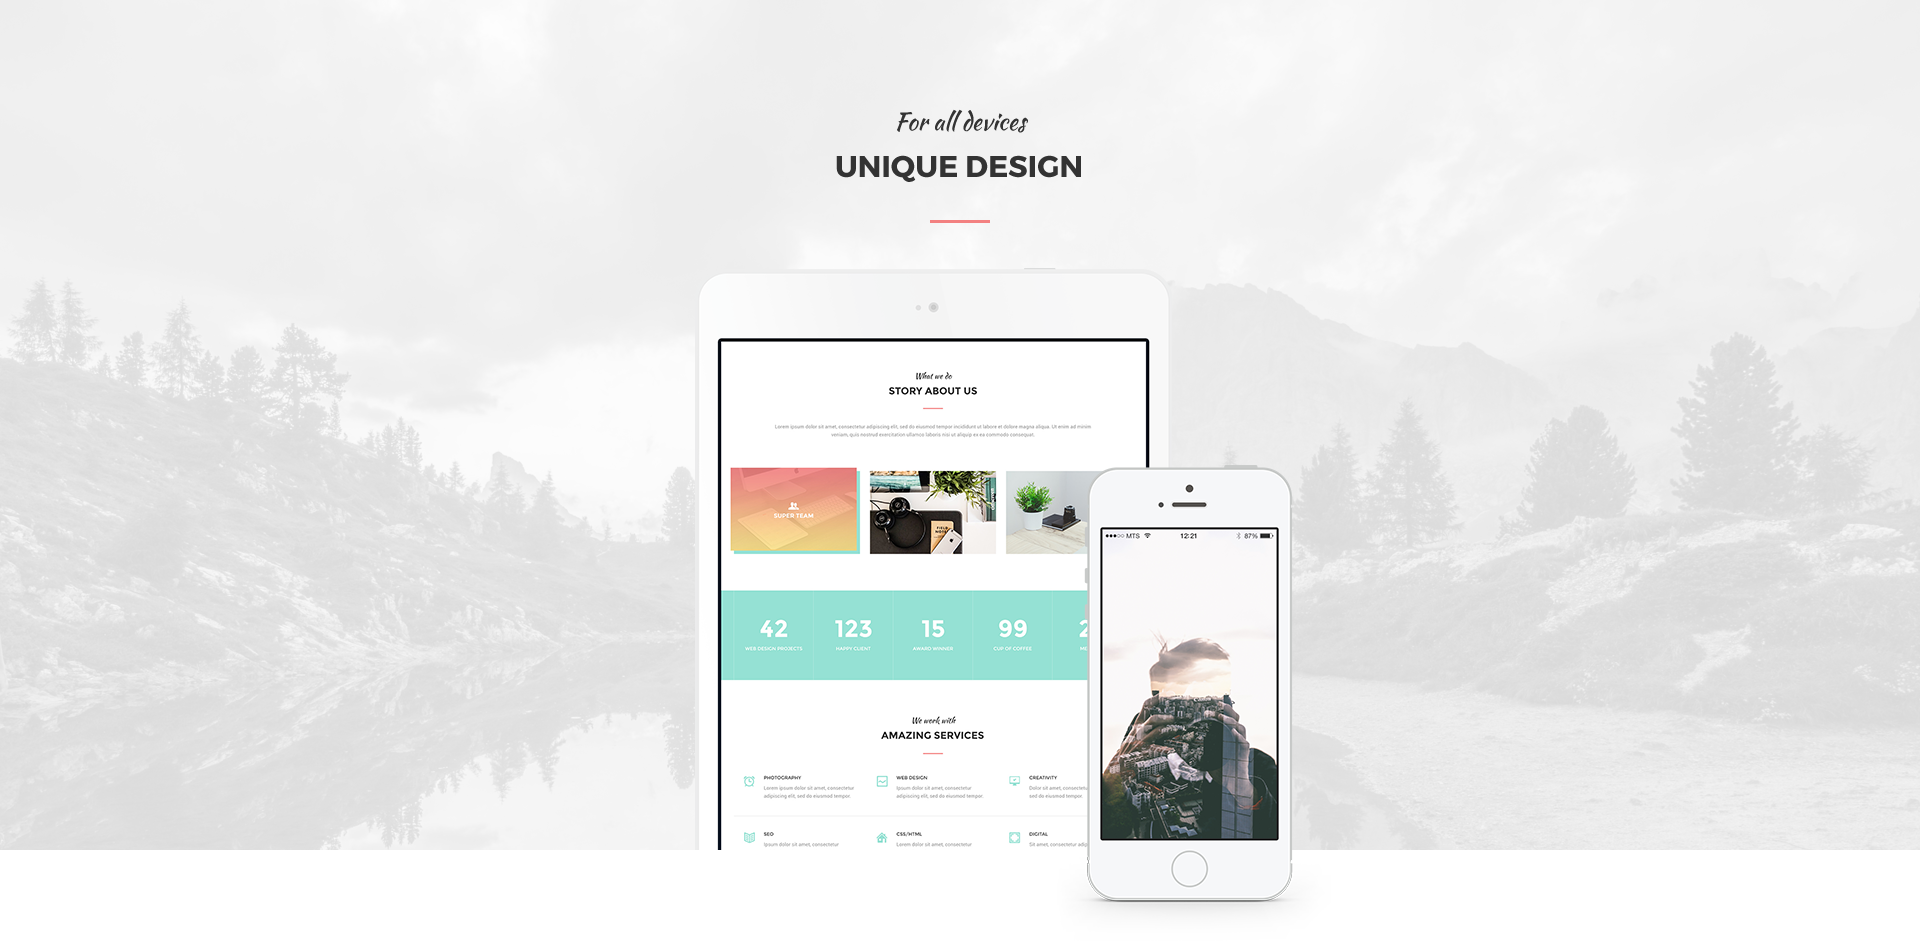 For all devices
UNIQUE DESIGN
What we do
STORY ABOUT US
Lorem ipsum dolor sit amet, consectetur adipiscing elit, sed do eiusmod tempor incididunt ut labore et dolore magna aliqua. Ut enim ad minim
veniam, quis nostrud exercitation ullamco laboris nisi ut aliquip ex ea commodo consequat.
SUPER TEAM
FIELD
NOTES
42 123 15 99 2
WEB DESIGN PROJECTS HAPPY CLIENT AWARD WINNER CUP OF COFFEE ME
We work with
AMAZING SERVICES
PHOTOGRAPHY
Lorem ipsum dolor sit amet, consectetur
adipiscing elit, sed do eiusmod tempor.
WEB DESIGN
Ipsum dolor sit amet, consectetur
adipiscing elit, sed do eiusmod tempor.
CREATIVITY
Dolor sit amet, consectetu
sed do eiusmod tempor.
SEO
Ipsum dolor sit amet, consectetur
CSS/HTML
Lorem dolor sit amet, consectetur
DIGITAL
Sit amet, consectetur adip
MTS 12:21 87%